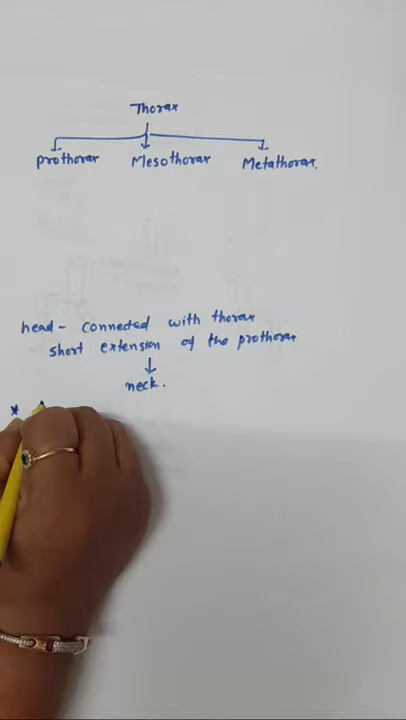 Thorax
Prothorax Mesothorax Metathorax.
head - connected with thorax
short extension of the prothorax
neck.
*